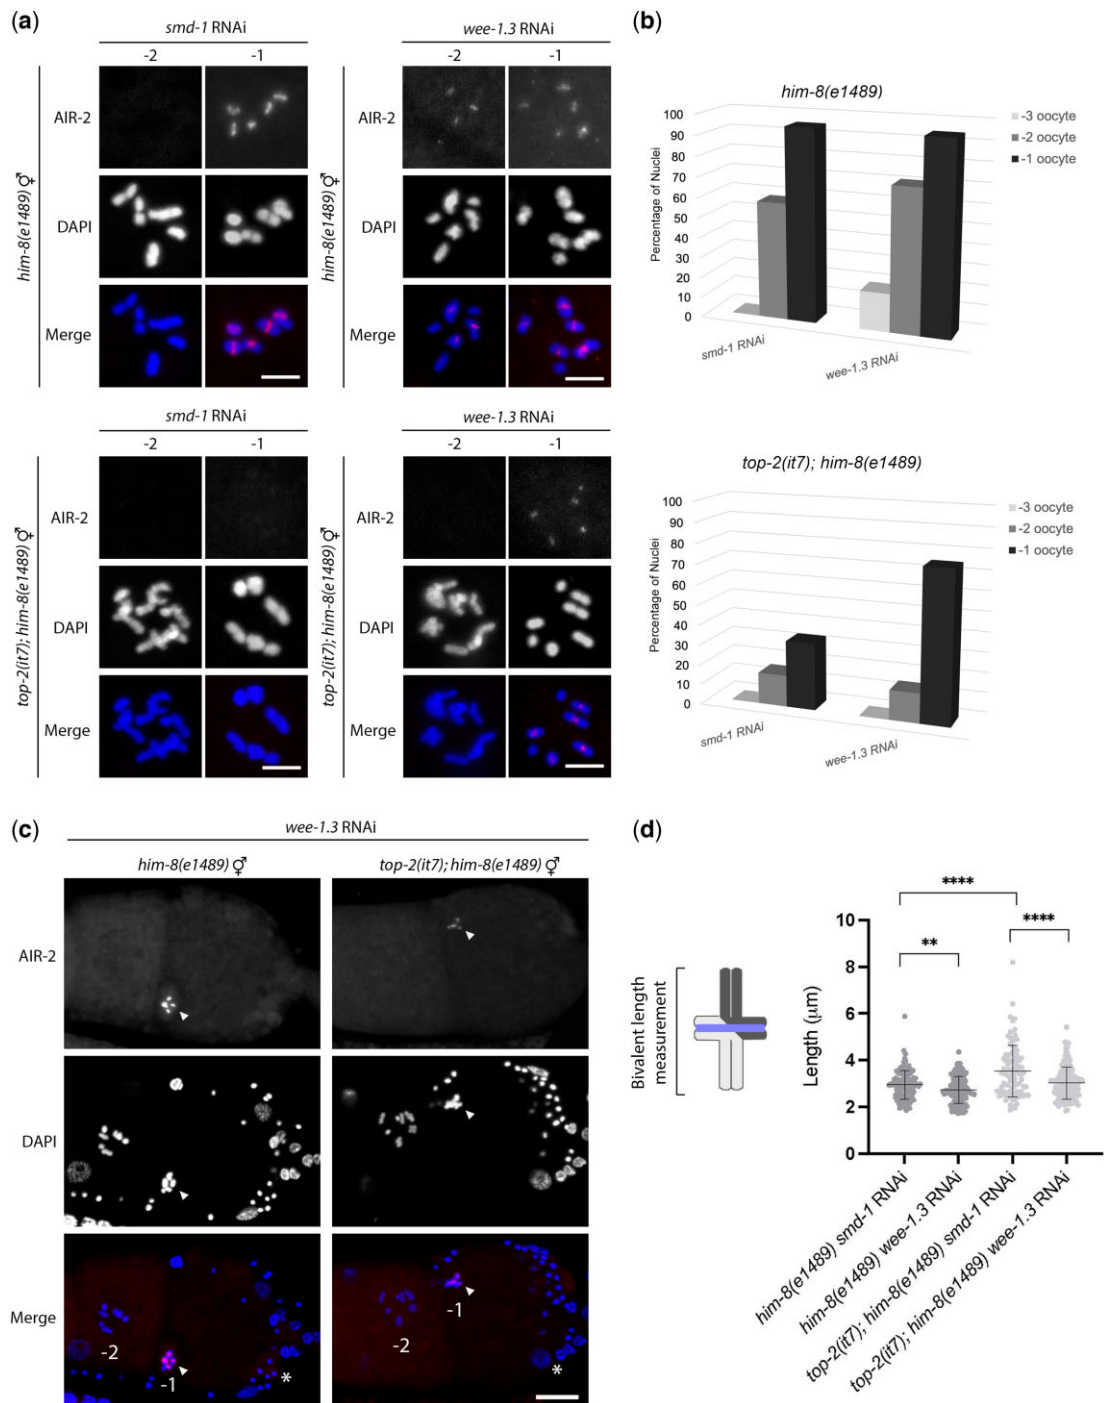 (a)
smd-1 RNAi
wee-1.3 RNAi
-2 -1
-2 -1
him-8(e1489) ⚥
AIR-2
DAPI
Merge
him-8(e1489) ⚥
AIR-2
DAPI
Merge
smd-1 RNAi
wee-1.3 RNAi
-2 -1
-2 -1
top-2(it7); him-8(e1489) ⚥
AIR-2
DAPI
Merge
top-2(it7); him-8(e1489) ⚥
AIR-2
DAPI
Merge
(b)
him-8(e1489)
Percentage of Nuclei
100
90
80
70
60
50
40
30
20
10
0
smd-1 RNAi
wee-1.3 RNAi
-3 oocyte
-2 oocyte
-1 oocyte
top-2(it7); him-8(e1489)
Percentage of Nuclei
100
90
80
70
60
50
40
30
20
10
0
smd-1 RNAi
wee-1.3 RNAi
-3 oocyte
-2 oocyte
-1 oocyte
(c)
wee-1.3 RNAi
him-8(e1489) ⚥
top-2(it7); him-8(e1489) ⚥
AIR-2
DAPI
Merge
-2
-1
*
-2
-1
*
(d)
Bivalent length
measurement
Length (μm)
10
8
6
4
2
0
****
**
****
him-8(e1489) smd-1 RNAi
him-8(e1489) wee-1.3 RNAi
top-2(it7); him-8(e1489) smd-1 RNAi
top-2(it7); him-8(e1489) wee-1.3 RNAi